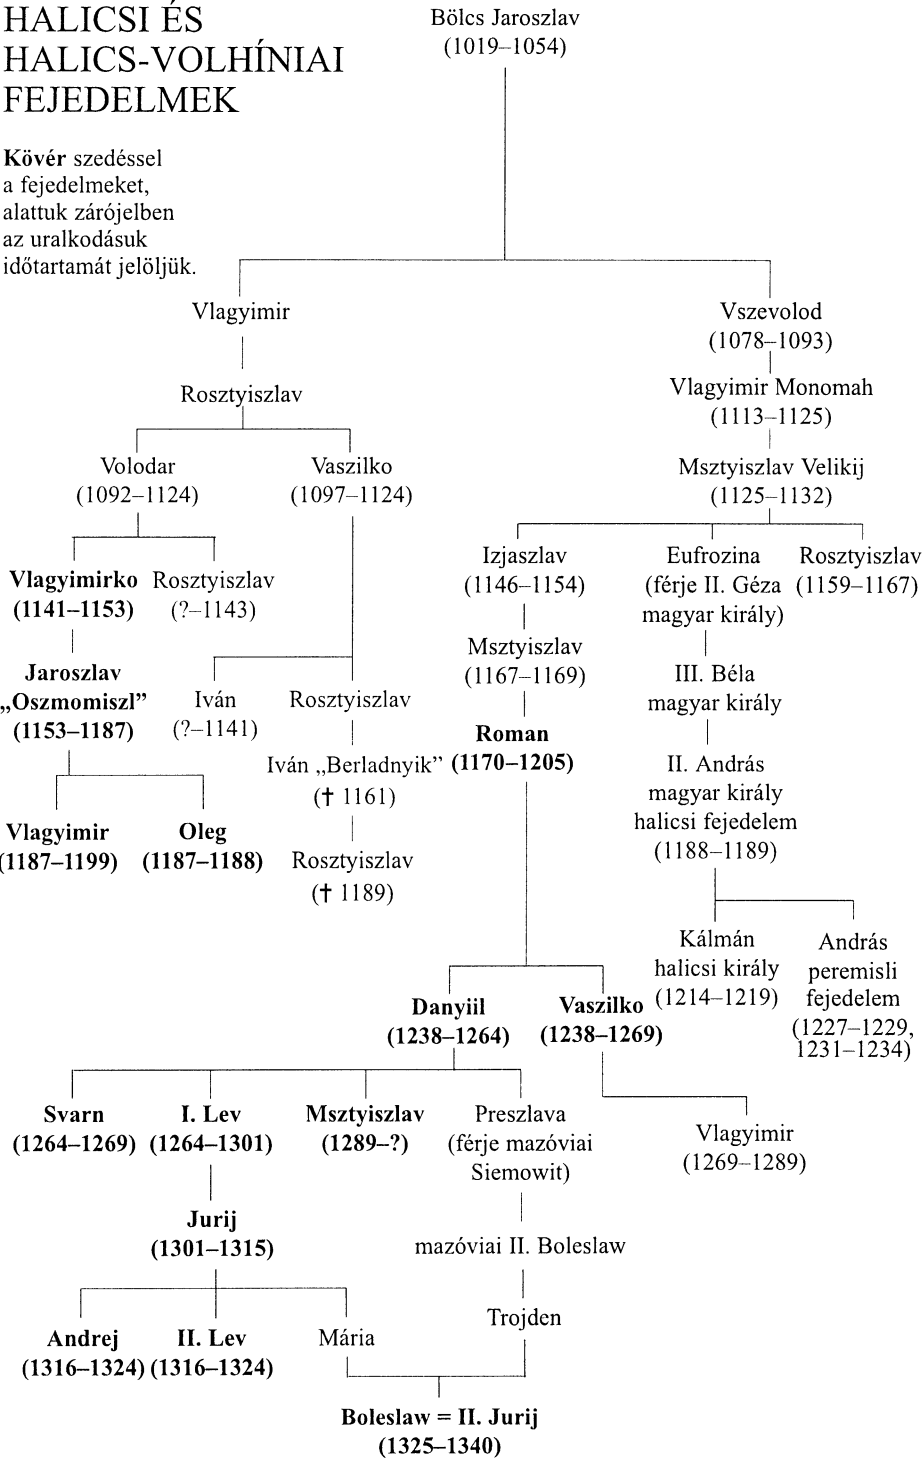 HALICSI ÉS
HALICS-VOLHÍNIAI
FEJEDELMEK
Kövér szedéssel
a fejedelmeket,
alattuk zárójelben
az uralkodásuk
időtartamát jelöljük.
Bölcs Jaroszlav
(1019–1054)
Vlagyimir
Vszevolod
(1078–1093)
Rosztyiszlav
Vlagyimir Monomah
(1113–1125)
Volodar
(1092–1124)
Vaszilko
(1097–1124)
Msztyiszlav Velikij
(1125–1132)
Vlagyimirko
(1141–1153)
Rosztyiszlav
(?–1143)
Izjaszlav
(1146–1154)
Eufrozina
(férje II. Géza
magyar király)
Rosztyiszlav
(1159–1167)
Jaroszlav
„Oszmomiszl”
(1153–1187)
Iván
(?–1141)
Rosztyiszlav
Msztyiszlav
(1167–1169)
III. Béla
magyar király
Iván „Berladnyik”
(† 1161)
Roman
(1170–1205)
II. András
magyar király
halicsi fejedelem
(1188–1189)
Vlagyimir
(1187–1199)
Oleg
(1187–1188)
Rosztyiszlav
(† 1189)
Kálmán
halicsi király
(1214–1219)
András
peremisli
fejedelem
(1227–1229,
1231–1234)
Danyiil
(1238–1264)
Vaszilko
(1238–1269)
Svarn
(1264–1269)
I. Lev
(1264–1301)
Msztyiszlav
(1289–?)
Preszlava
(férje mazóviai
Siemowit)
Vlagyimir
(1269–1289)
Jurij
(1301–1315)
mazóviai II. Boleslaw
Trojden
Andrej
(1316–1324)
II. Lev
(1316–1324)
Mária
Boleslaw = II. Jurij
(1325–1340)